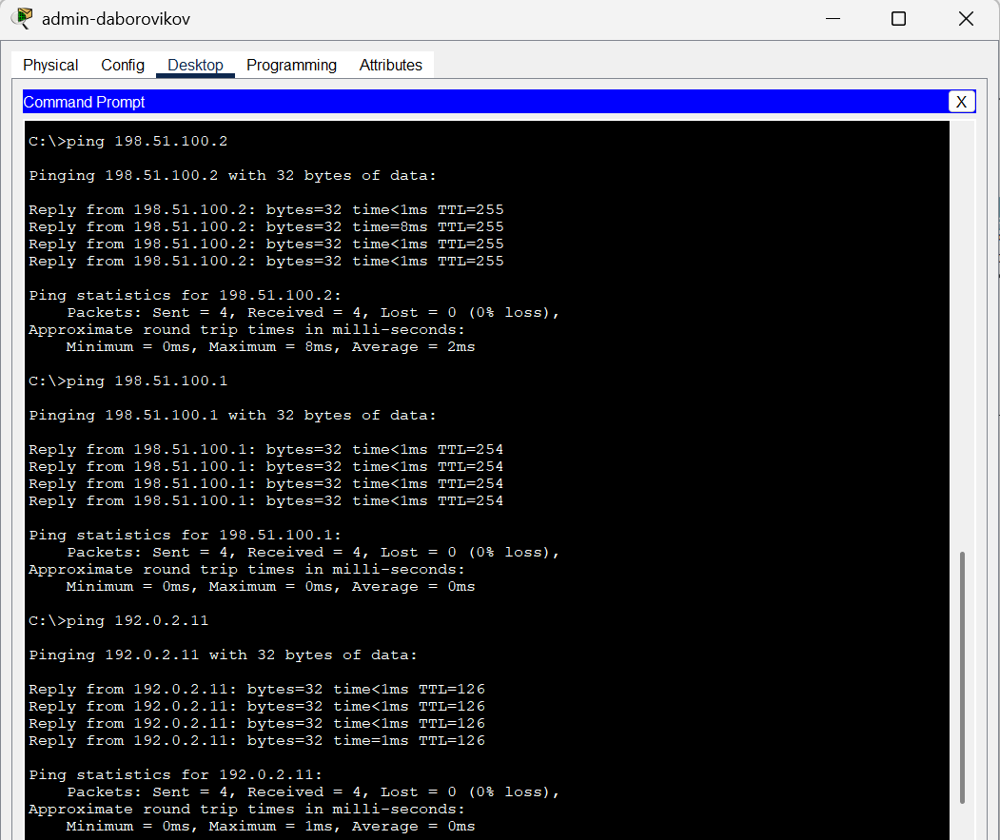 admin-daborovikov
Physical Config Desktop Programming Attributes
Command Prompt X
C:\>ping 198.51.100.2
Pinging 198.51.100.2 with 32 bytes of data:
Reply from 198.51.100.2: bytes=32 time<1ms TTL=255
Reply from 198.51.100.2: bytes=32 time=8ms TTL=255
Reply from 198.51.100.2: bytes=32 time<1ms TTL=255
Reply from 198.51.100.2: bytes=32 time<1ms TTL=255
Ping statistics for 198.51.100.2:
    Packets: Sent = 4, Received = 4, Lost = 0 (0% loss),
Approximate round trip times in milli-seconds:
    Minimum = 0ms, Maximum = 8ms, Average = 2ms
C:\>ping 198.51.100.1
Pinging 198.51.100.1 with 32 bytes of data:
Reply from 198.51.100.1: bytes=32 time<1ms TTL=254
Reply from 198.51.100.1: bytes=32 time<1ms TTL=254
Reply from 198.51.100.1: bytes=32 time<1ms TTL=254
Reply from 198.51.100.1: bytes=32 time<1ms TTL=254
Ping statistics for 198.51.100.1:
    Packets: Sent = 4, Received = 4, Lost = 0 (0% loss),
Approximate round trip times in milli-seconds:
    Minimum = 0ms, Maximum = 0ms, Average = 0ms
C:\>ping 192.0.2.11
Pinging 192.0.2.11 with 32 bytes of data:
Reply from 192.0.2.11: bytes=32 time<1ms TTL=126
Reply from 192.0.2.11: bytes=32 time<1ms TTL=126
Reply from 192.0.2.11: bytes=32 time<1ms TTL=126
Reply from 192.0.2.11: bytes=32 time=1ms TTL=126
Ping statistics for 192.0.2.11:
    Packets: Sent = 4, Received = 4, Lost = 0 (0% loss),
Approximate round trip times in milli-seconds:
    Minimum = 0ms, Maximum = 1ms, Average = 0ms